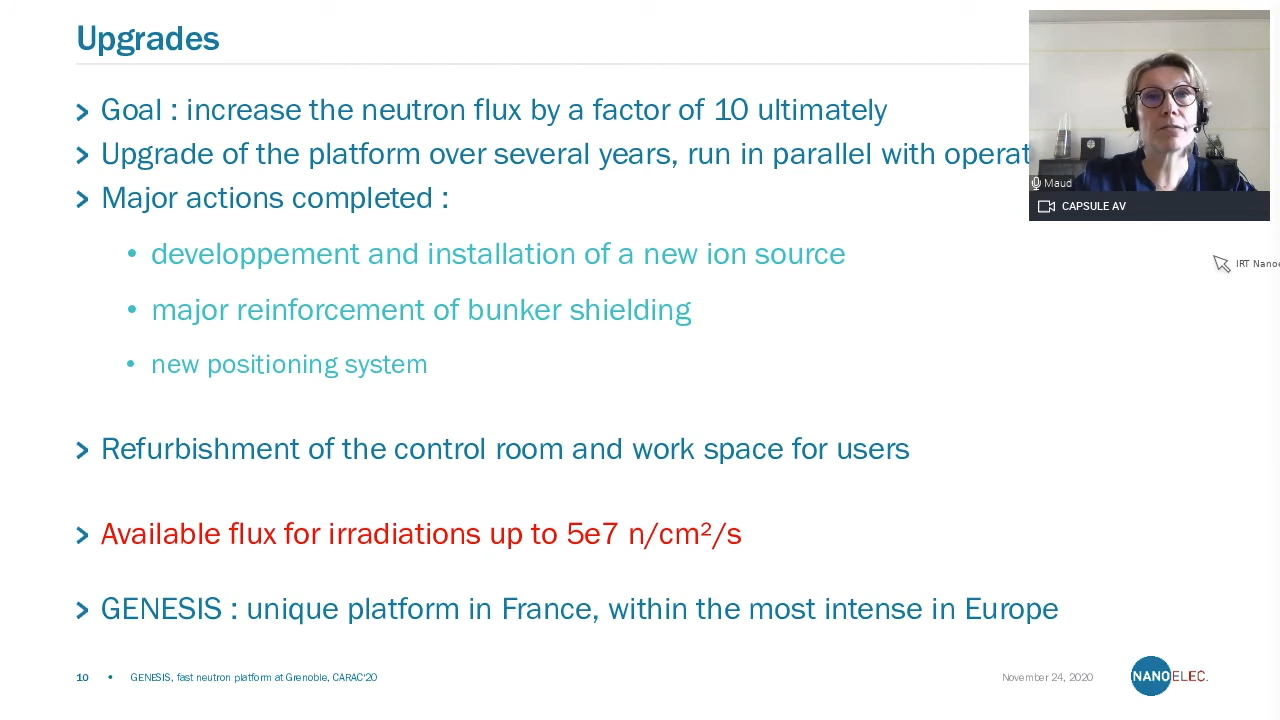 Upgrades
Goal : increase the neutron flux by a factor of 10 ultimately
Upgrade of the platform over several years, run in parallel with
Major actions completed :
• developpement and installation of a new ion source
• major reinforcement of bunker shielding
• new positioning system
Refurbishment of the control room and work space for users
Available flux for irradiations up to 5e7 n/cm²/s
GENESIS : unique platform in France, within the most intense in Europe
Maud
CAPSULE AV
IRT
10 • GENESIS, fast neutron platform at Grenoble, CARAC'20
November 24, 2020
NANOELEC.